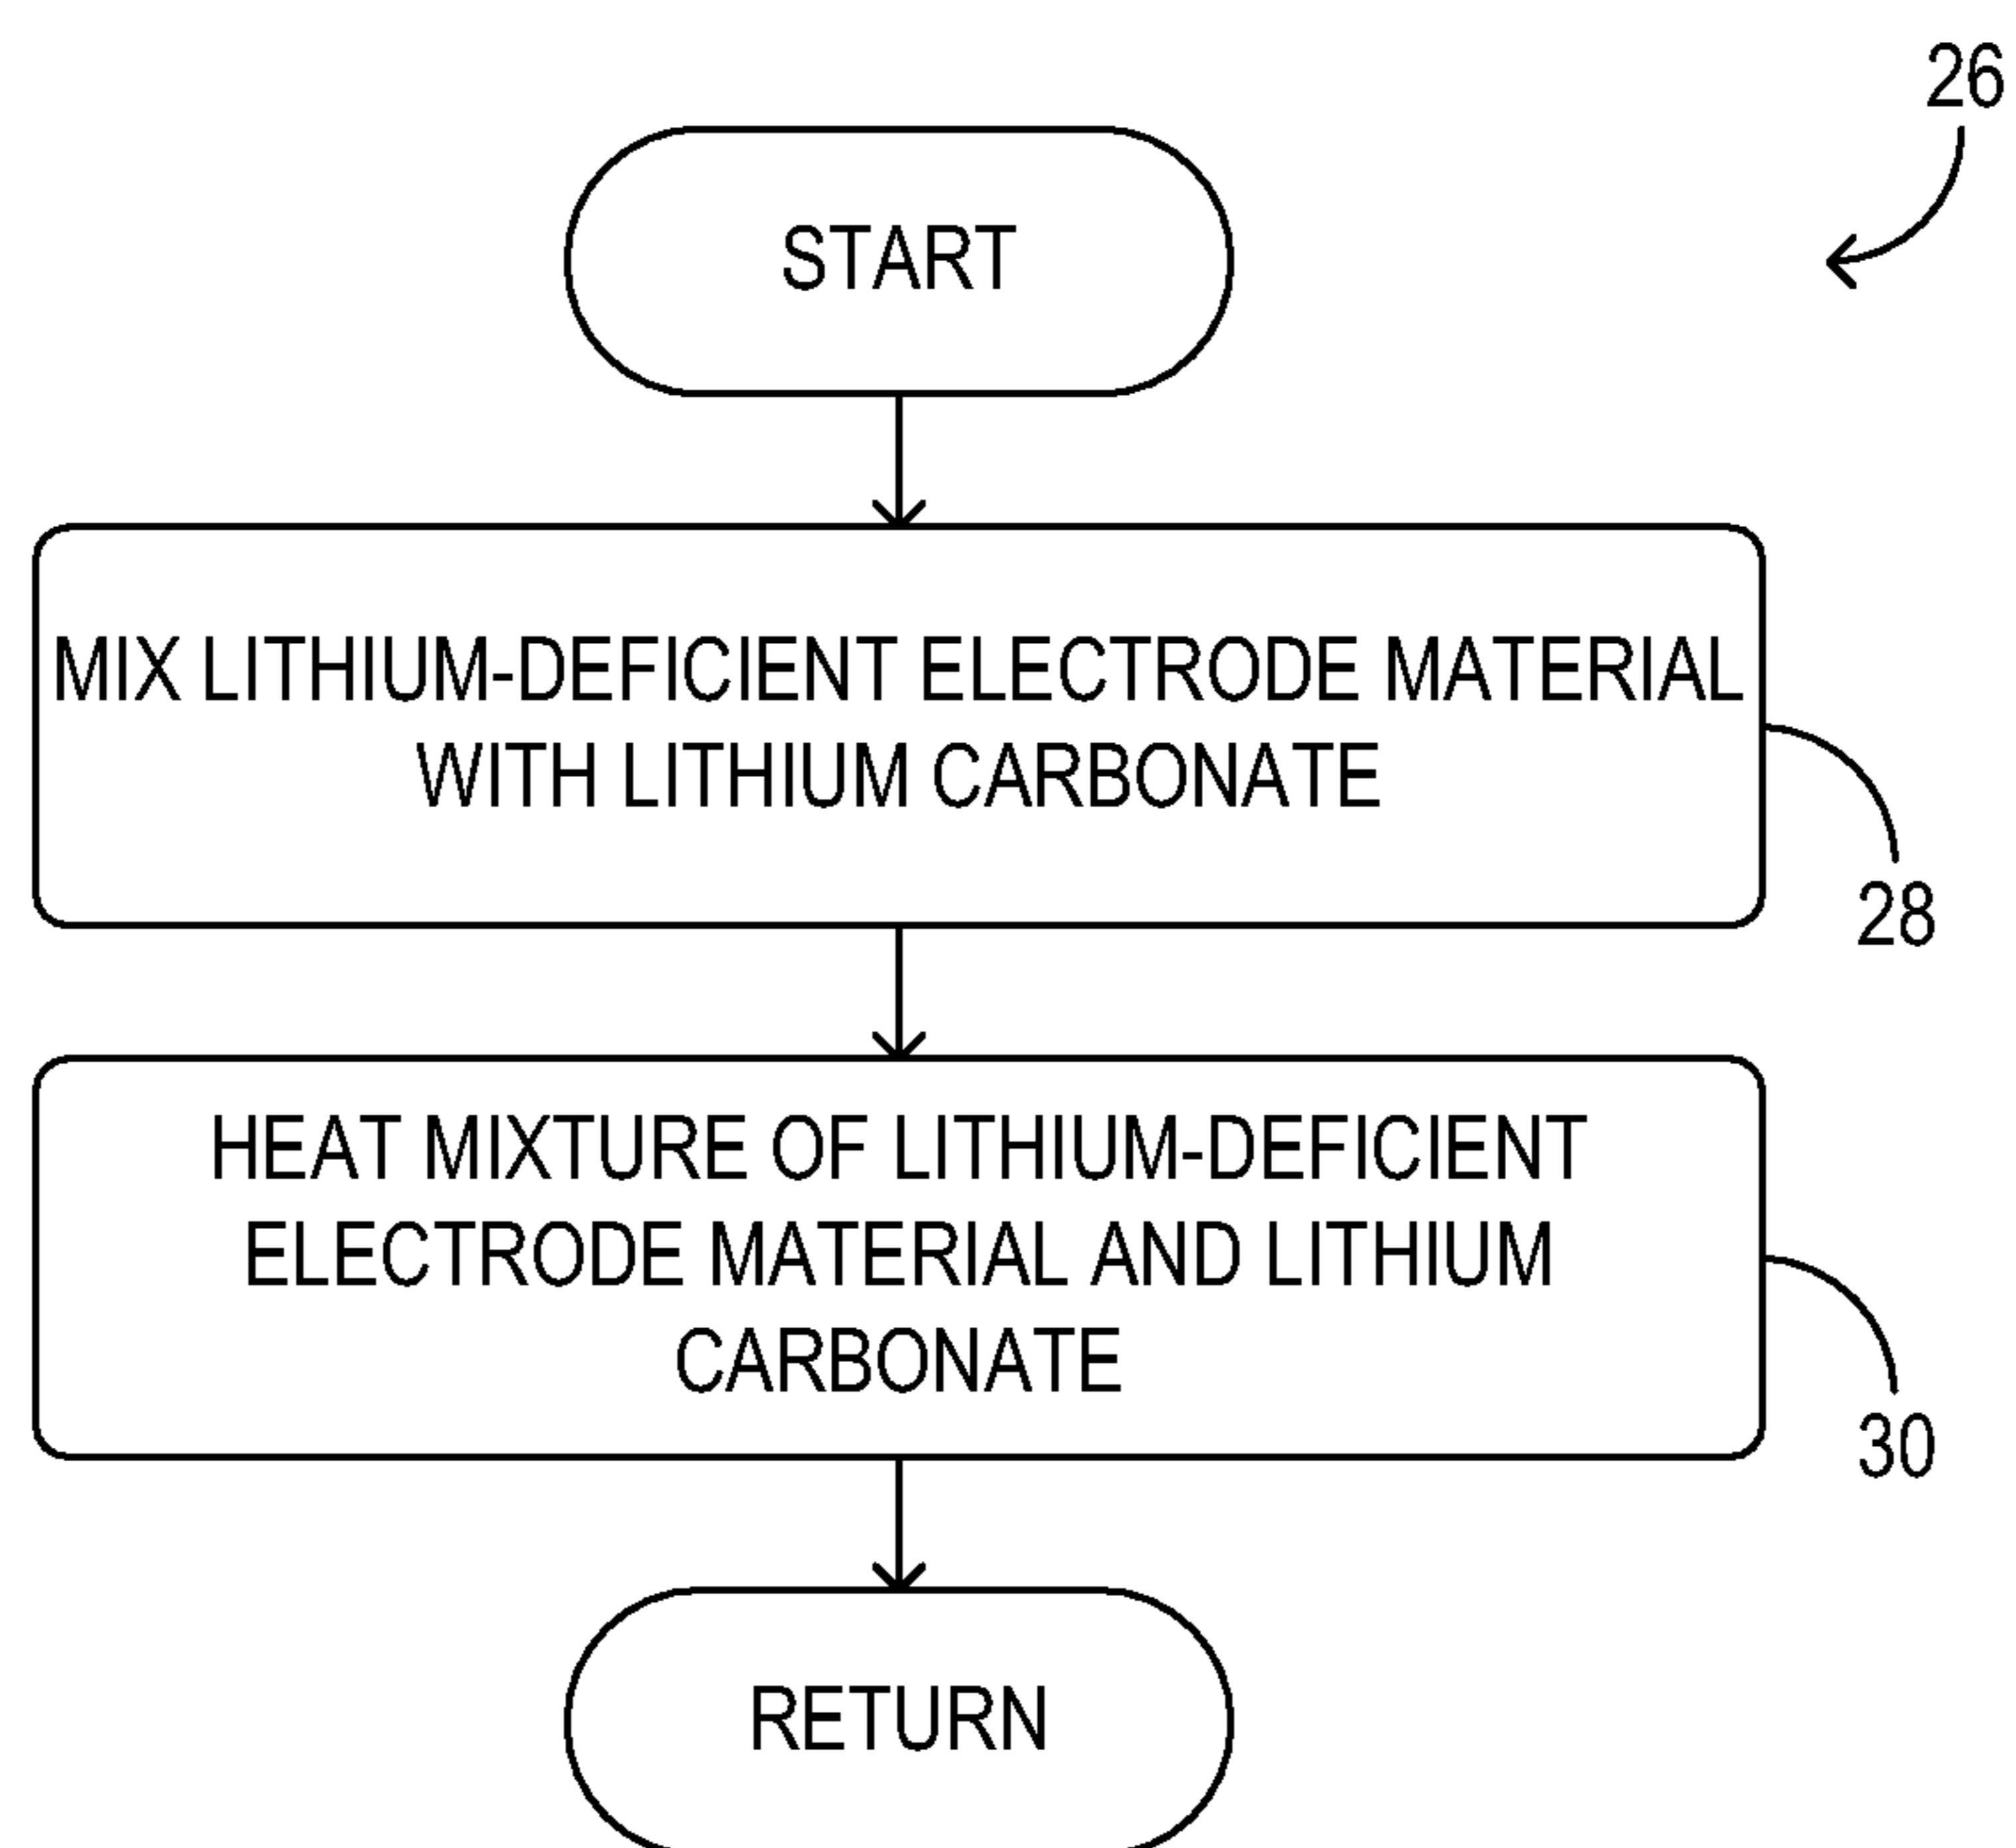 26
START
MIX LITHIUM-DEFICIENT ELECTRODE MATERIAL
WITH LITHIUM CARBONATE
28
HEAT MIXTURE OF LITHIUM-DEFICIENT
ELECTRODE MATERIAL AND LITHIUM
CARBONATE
30
RETURN